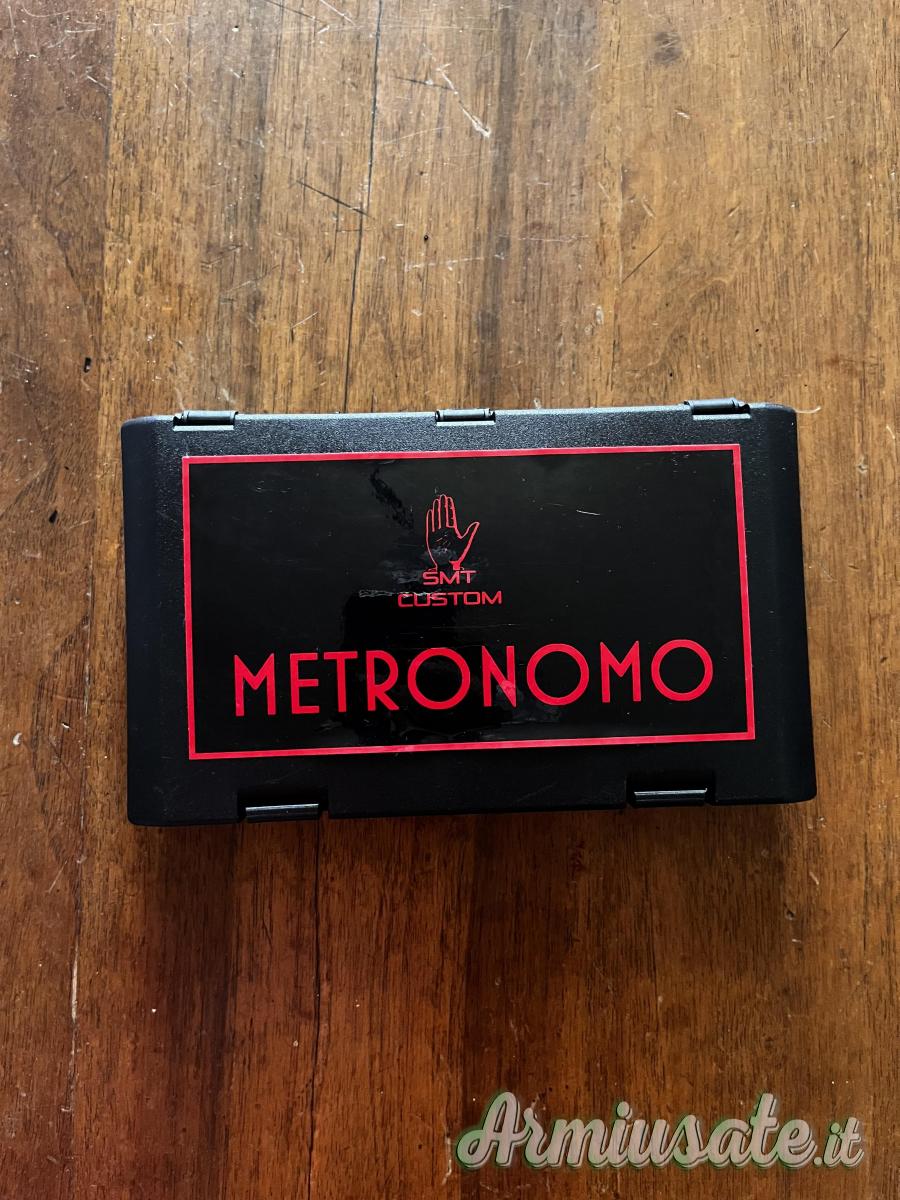 SMT
CUSTOM
METRONOMO
Armiusate.it